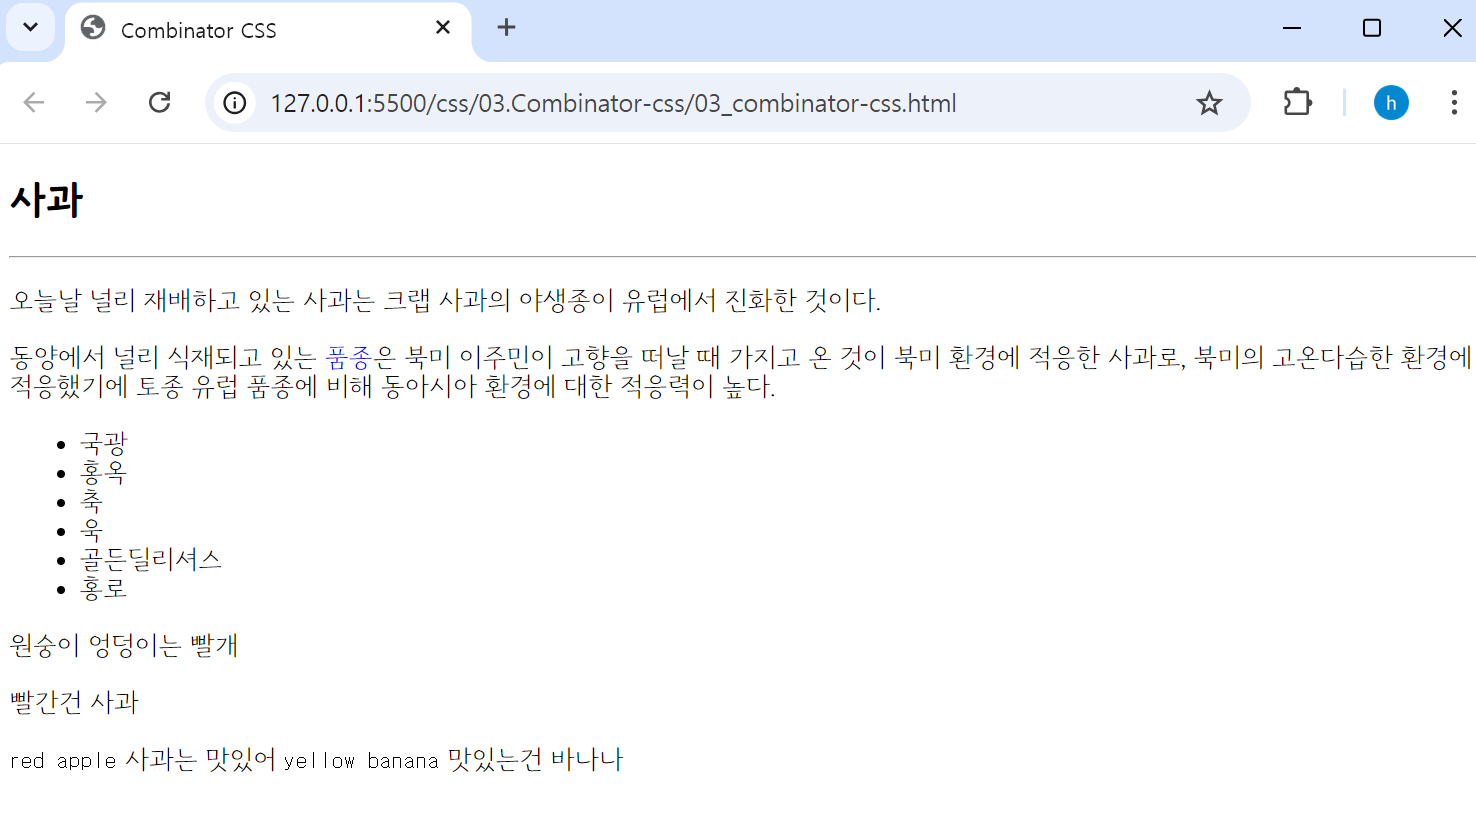 Combinator CSS
127.0.0.1:5500/css/03.Combinator-css/03_combinator-css.html
h
사과
오늘날 널리 재배하고 있는 사과는 크랩 사과의 야생종이 유럽에서 진화한 것이다.
동양에서 널리 식재되고 있는 품종은 북미 이주민이 고향을 떠날 때 가지고 온 것이 북미 환경에 적응한 사과로, 북미의 고온다습한 환경에
적응했기에 토종 유럽 품종에 비해 동아시아 환경에 대한 적응력이 높다.
국광
홍옥
축
욱
골든딜리셔스
홍로
원숭이 엉덩이는 빨개
빨간건 사과
red apple 사과는 맛있어 yellow banana 맛있는건 바나나